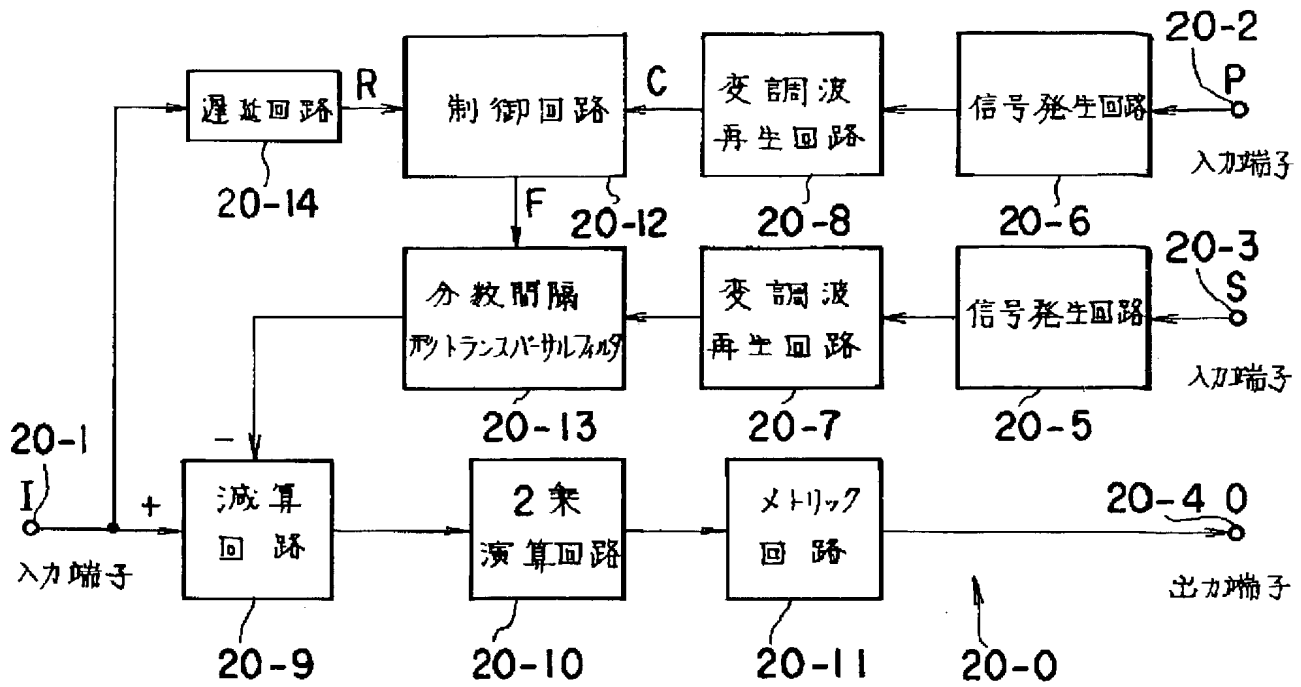 20-2
P
入力端子
信号発生回路
20-6
変調波
再生回路
20-8
C
制御回路
20-12
R
遅延回路
20-14
F
20-3
S
入力端子
信号発生回路
20-5
変調波
再生回路
20-7
分数間隔
形トランスバーサルフィルタ
20-13
20-1
I
入力端子
+
-
減算
回路
20-9
2乗
演算回路
20-10
メトリック
回路
20-11
20-4
O
出力端子
20-0